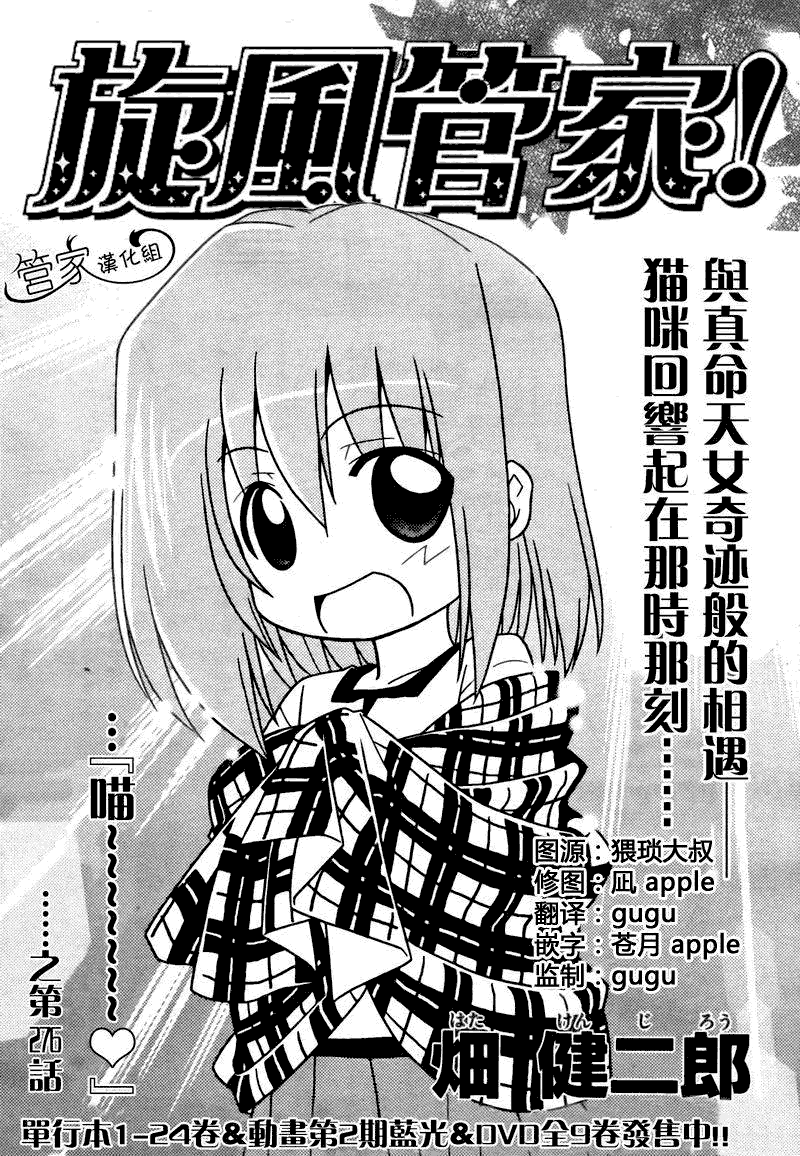 旋風管家!
管家漢化組
與真命天女奇迹般的相遇——
猫咪回響起在那時那刻……
…『喵~~~~~~~♥』
……之第276話
图源：猥琐大叔
修图：凪 apple
翻译：gugu
嵌字：苍月 apple
监制：gugu
はた けん じ ろう
畑 健二郎
單行本1-24卷&動畫第2期藍光&DVD全9卷發售中!!